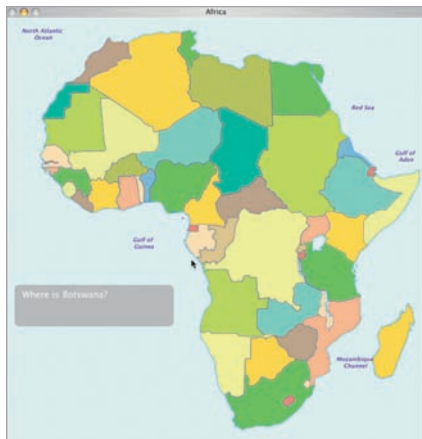 Africa
North Atlantic
Ocean
Red Sea
Gulf of
Aden
Gulf of
Guinea
Where is Botswana?
Mozambique
Channel